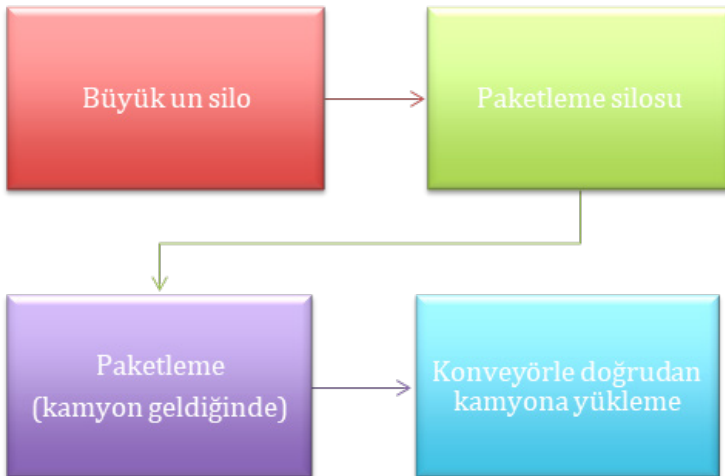 Büyük un silo
Paketleme silosu
Paketleme
(kamyon geldiğinde)
Konveyörle doğrudan
kamyona yükleme